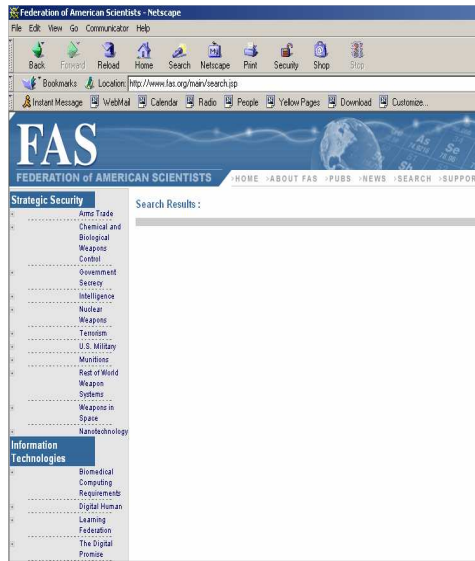 Federation of American Scientists - Netscape
File Edit View Go Communicator Help
Back Forward Reload Home Search Netscape Print Security Shop Stop
Bookmarks Location: http://www.fas.org/main/search.jsp
Instant Message WebMail Calendar Radio People Yellow Pages Download Customize...
FAS
FEDERATION of AMERICAN SCIENTISTS
>HOME >ABOUT FAS >PUBS >NEWS >SEARCH >SUPPOR
As
Se
Strategic Security
Search Results :
Arms Trade
Chemical and
Biological
Weapons
Control
Government
Secrecy
Intelligence
Nuclear
Weapons
Terrorism
U.S. Military
Munitions
Rest of World
Weapon
Systems
Weapons in
Space
Nanotechnology
Information
Technologies
Biomedical
Computing
Requirements
Digital Human
Learning
Federation
The Digital
Promise